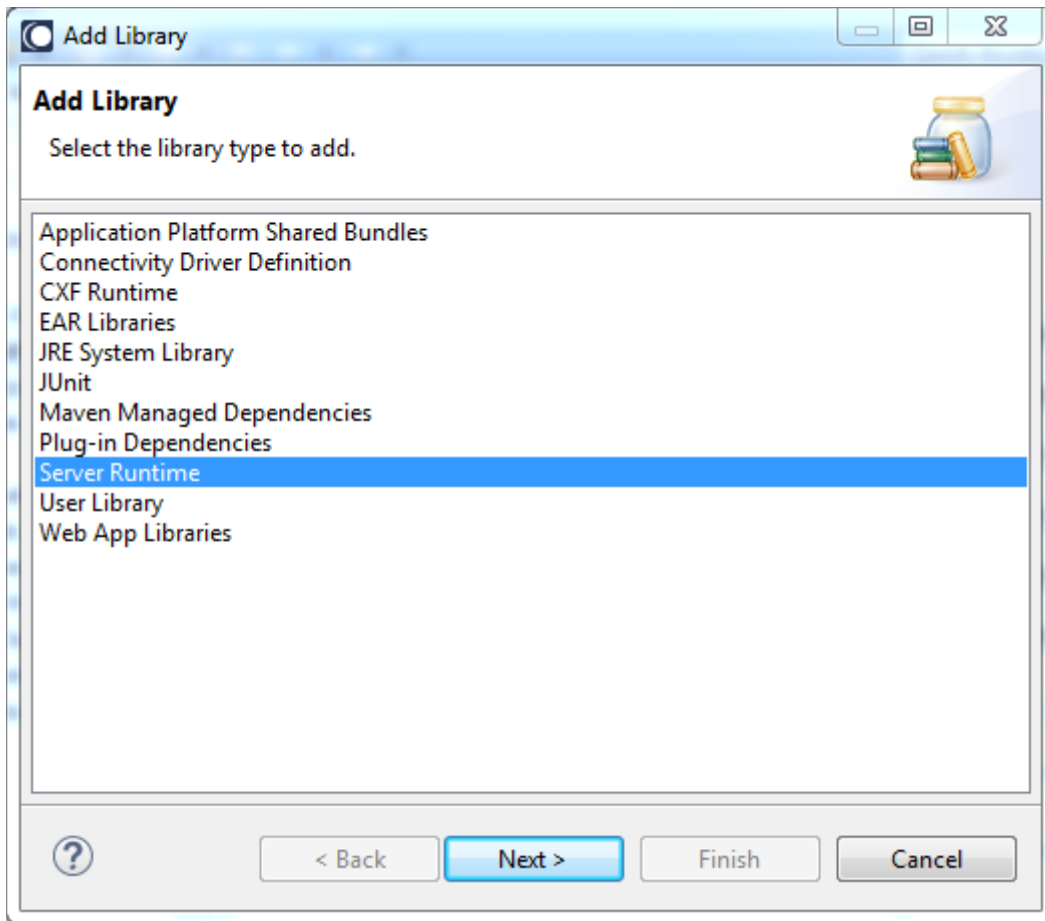 Add Library
Add Library
Select the library type to add.
Application Platform Shared Bundles
Connectivity Driver Definition
CXF Runtime
EAR Libraries
JRE System Library
JUnit
Maven Managed Dependencies
Plug-in Dependencies
Server Runtime
User Library
Web App Libraries
? < Back Next > Finish Cancel